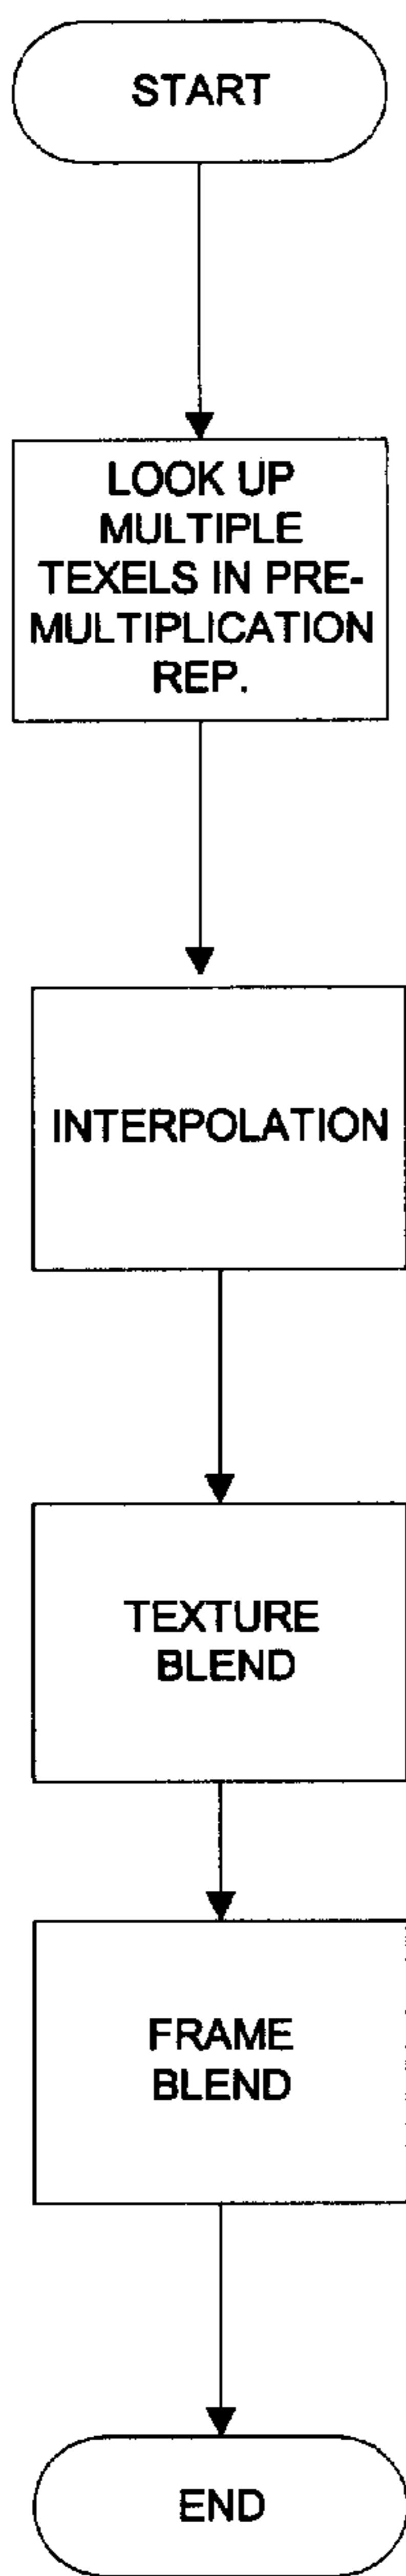 START
LOOK UP
MULTIPLE
TEXELS IN PRE-
MULTIPLICATION
REP.
INTERPOLATION
TEXTURE
BLEND
FRAME
BLEND
END